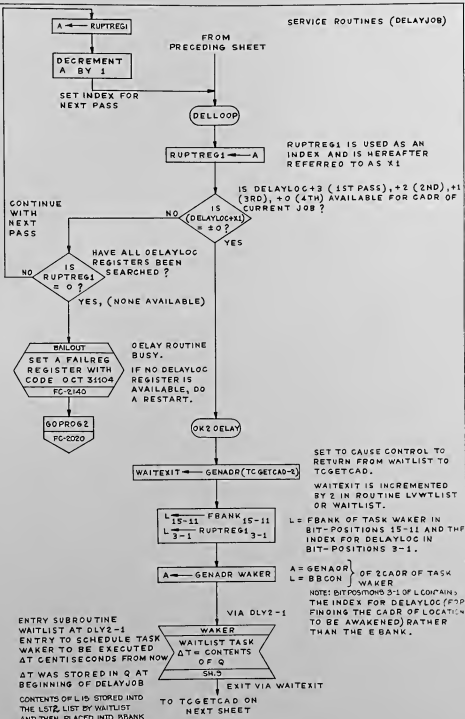 SERVICE ROUTINES (DELAYJOB)
A ← RUPTREG1
FROM
PRECEDING SHEET
DECREMENT
A BY 1
SET INDEX FOR
NEXT PASS
DELLOOP
RUPTREG1 ← A
RUPTREG1 IS USED AS AN
INDEX AND IS HEREAFTER
REFERRED TO AS X1
IS DELAYLOC+3 (1ST PASS), +2 (2ND), +1
(3RD), +0 (4TH) AVAILABLE FOR CADR OF
CURRENT JOB ?
CONTINUE
WITH
NEXT
PASS
NO
IS
(DELAYLOC+X1)
= ±0 ?
YES
HAVE ALL DELAYLOC
REGISTERS BEEN
SEARCHED ?
NO
IS
RUPTREG1
= 0 ?
YES, (NONE AVAILABLE)
BAILOUT
SET A FAILREG
REGISTER WITH
CODE OCT 31104
FC-2140
DELAY ROUTINE
BUSY.
IF NO DELAYLOC
REGISTER IS
AVAILABLE, DO
A RESTART.
GOPROG2
FC-2020
OK2 DELAY
WAITEXIT ← GENADR(TCGETCAD-2)
SET TO CAUSE CONTROL TO
RETURN FROM WAITLIST TO
TCGETCAD.
WAITEXIT IS INCREMENTED
BY 2 IN ROUTINE LVWTLIST
OR WAITLIST.
L 15-11 ← FBANK 15-11
L 3-1 ← RUPTREG1 3-1
L = FBANK OF TASK WAKER IN
BIT-POSITIONS 15-11 AND THE
INDEX FOR DELAYLOC IN
BIT-POSITIONS 3-1.
A ← GENADR WAKER
A = GENADR
L = BBCON
} OF 2CADR OF TASK
WAKER
NOTE: BIT POSITIONS 3-1 OF L CONTAINS
THE INDEX FOR DELAYLOC (FOR
FINDING THE CADR OF LOCATION
TO BE AWAKENED) RATHER
THAN THE EBANK.
VIA DLY2-1
ENTRY SUBROUTINE
WAITLIST AT DLY2-1
ENTRY TO SCHEDULE TASK
WAKER TO BE EXECUTED
ΔT CENTISECONDS FROM NOW
ΔT WAS STORED IN Q AT
BEGINNING OF DELAYJOB
CONTENTS OF L IS STORED INTO
THE LST2 LIST BY WAITLIST
AND THEN PLACED INTO BBANK
WAKER
WAITLIST TASK
ΔT = CONTENTS
OF Q
SH.9
EXIT VIA WAITEXIT
TO TCGETCAD ON
NEXT SHEET